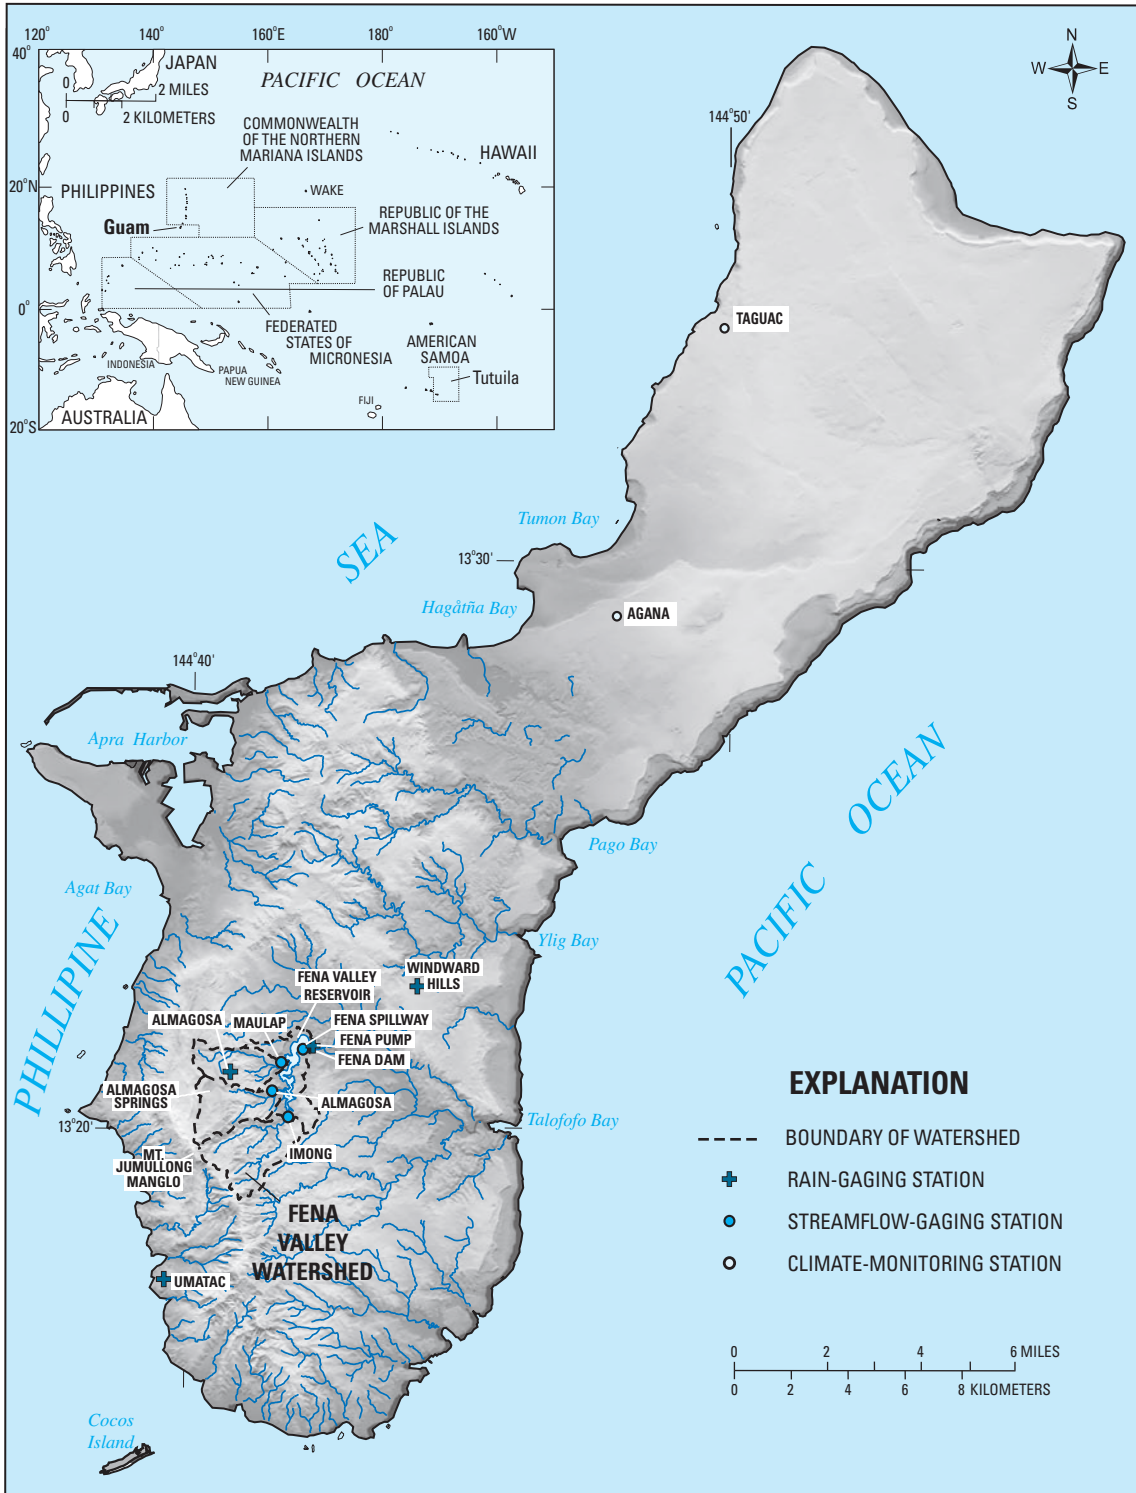 120° 140° 160°E 180° 160°W
40°
20°N
0°
20°S
JAPAN
0
2 MILES
0
2 KILOMETERS
PACIFIC OCEAN
COMMONWEALTH
OF THE NORTHERN
MARIANA ISLANDS
HAWAII
PHILIPPINES
WAKE
Guam
REPUBLIC OF THE
MARSHALL ISLANDS
REPUBLIC
OF PALAU
FEDERATED
STATES OF
MICRONESIA
AMERICAN
SAMOA
INDONESIA
PAPUA
NEW GUINEA
Tutuila
FIJI
AUSTRALIA
N
W E
S
144°50'
TAGUAC
Tumon Bay
SEA
13°30'
Hagåtña Bay
AGANA
144°40'
Apra Harbor
PACIFIC OCEAN
Pago Bay
Agat Bay
PHILLIPINE
Ylig Bay
WINDWARD
HILLS
FENA VALLEY
RESERVOIR
ALMAGOSA
MAULAP
FENA SPILLWAY
FENA PUMP
FENA DAM
ALMAGOSA
SPRINGS
ALMAGOSA
13°20'
Talofofo Bay
MT.
JUMULLONG
MANGLO
IMONG
FENA
VALLEY
WATERSHED
UMATAC
Cocos
Island
EXPLANATION
BOUNDARY OF WATERSHED
RAIN-GAGING STATION
STREAMFLOW-GAGING STATION
CLIMATE-MONITORING STATION
0 2 4 6 MILES
0 2 4 6 8 KILOMETERS